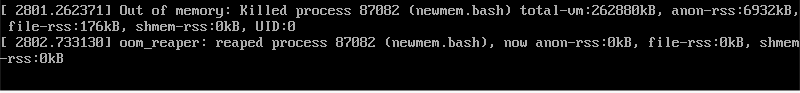 [ 2801.262371] Out of memory: Killed process 87082 (newmem.bash) total-vm:262880kB, anon-rss:6932kB,
 file-rss:176kB, shmem-rss:0kB, UID:0
[ 2802.733130] oom_reaper: reaped process 87082 (newmem.bash), now anon-rss:0kB, file-rss:0kB, shmem
-rss:0kB